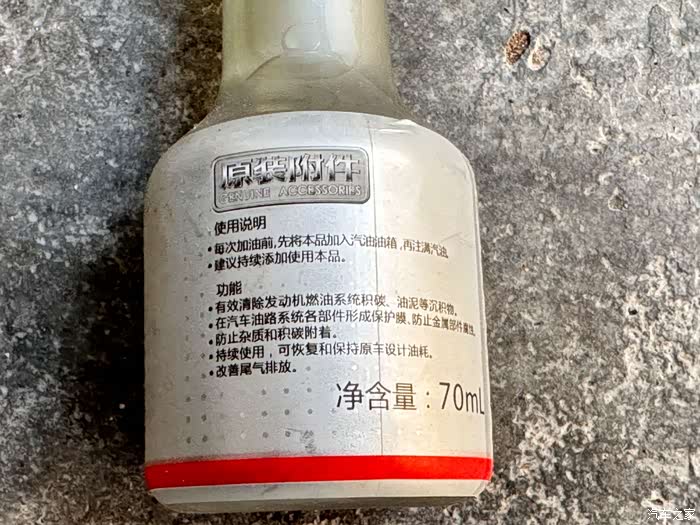 原装附件
GENUINE ACCESSORIES
使用说明
•每次加油前,先将本品加入汽油油箱,再注满汽油.
•建议持续添加使用本品。
功能
•有效清除发动机燃油系统积碳、油泥等沉积物。
•在汽车油路系统各部件形成保护膜、防止金属部件腐蚀.
•防止杂质和积碳附着。
•持续使用，可恢复和保持原车设计油耗。
•改善尾气排放。
净含量：70mL
汽车之家